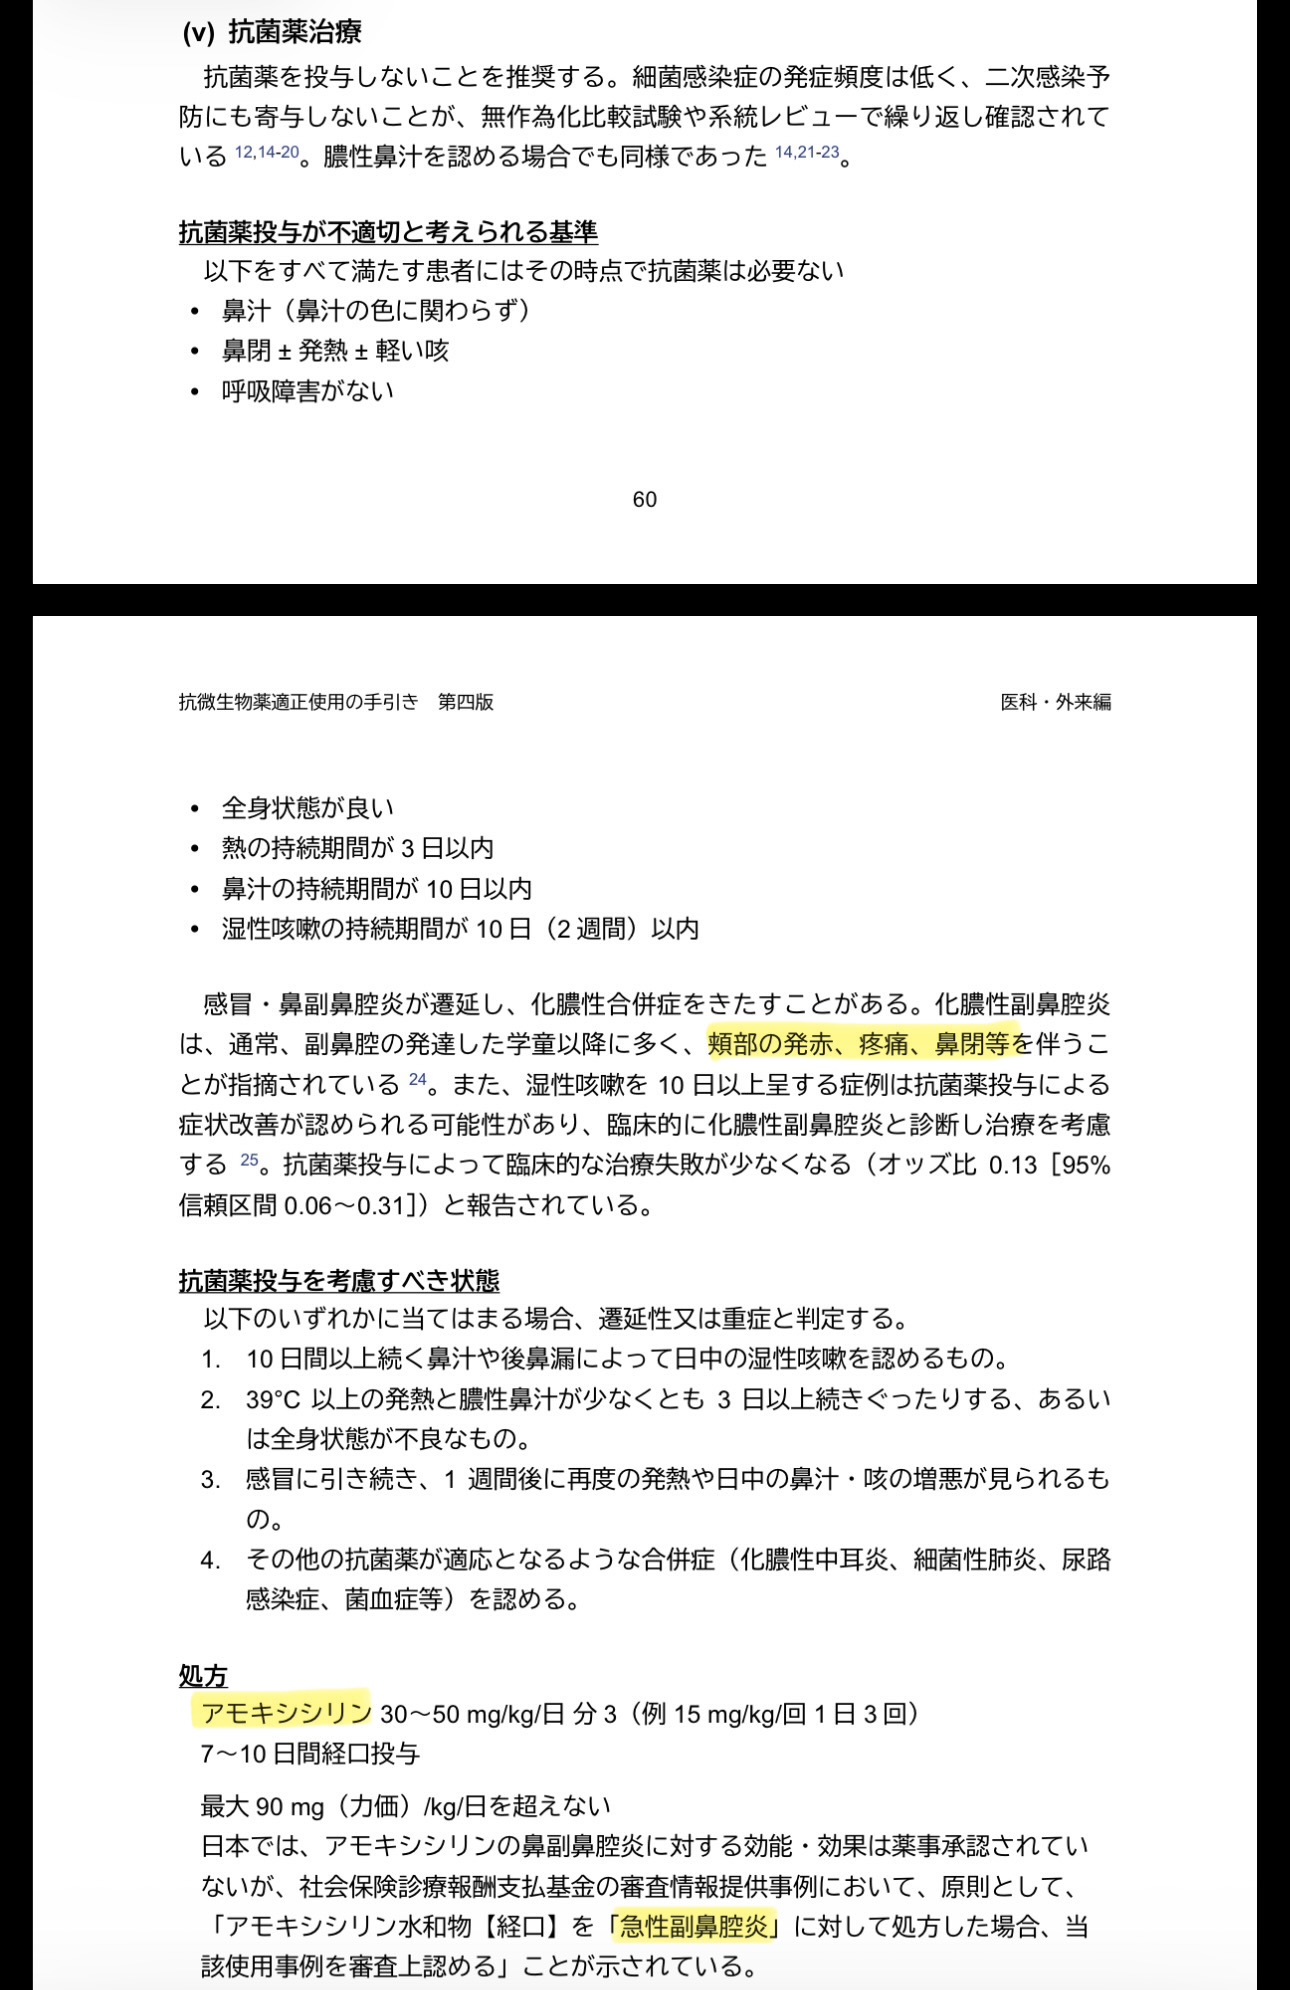 (v) 抗菌薬治療
抗菌薬を投与しないことを推奨する。細菌感染症の発症頻度は低く、二次感染予
防にも寄与しないことが、無作為化比較試験や系統レビューで繰り返し確認されて
いる 12,14-20。膿性鼻汁を認める場合でも同様であった 14,21-23。
抗菌薬投与が不適切と考えられる基準
以下をすべて満たす患者にはその時点で抗菌薬は必要ない
• 鼻汁（鼻汁の色に関わらず）
• 鼻閉 ± 発熱 ± 軽い咳
• 呼吸障害がない
60
抗微生物薬適正使用の手引き 第四版 医科・外来編
• 全身状態が良い
• 熱の持続期間が 3 日以内
• 鼻汁の持続期間が 10 日以内
• 湿性咳嗽の持続期間が 10 日（2 週間）以内
感冒・鼻副鼻腔炎が遷延し、化膿性合併症をきたすことがある。化膿性副鼻腔炎
は、通常、副鼻腔の発達した学童以降に多く、頬部の発赤、疼痛、鼻閉等を伴うこ
とが指摘されている 24。また、湿性咳嗽を 10 日以上呈する症例は抗菌薬投与による
症状改善が認められる可能性があり、臨床的に化膿性副鼻腔炎と診断し治療を考慮
する 25。抗菌薬投与によって臨床的な治療失敗が少なくなる（オッズ比 0.13［95%
信頼区間 0.06～0.31］）と報告されている。
抗菌薬投与を考慮すべき状態
以下のいずれかに当てはまる場合、遷延性又は重症と判定する。
1. 10 日間以上続く鼻汁や後鼻漏によって日中の湿性咳嗽を認めるもの。
2. 39°C 以上の発熱と膿性鼻汁が少なくとも 3 日以上続きぐったりする、あるい
は全身状態が不良なもの。
3. 感冒に引き続き、1 週間後に再度の発熱や日中の鼻汁・咳の増悪が見られるも
の。
4. その他の抗菌薬が適応となるような合併症（化膿性中耳炎、細菌性肺炎、尿路
感染症、菌血症等）を認める。
処方
アモキシシリン 30～50 mg/kg/日 分 3（例 15 mg/kg/回 1 日 3 回）
7～10 日間経口投与
最大 90 mg（力価）/kg/日を超えない
日本では、アモキシシリンの鼻副鼻腔炎に対する効能・効果は薬事承認されてい
ないが、社会保険診療報酬支払基金の審査情報提供事例において、原則として、
「アモキシシリン水和物【経口】を「急性副鼻腔炎」に対して処方した場合、当
該使用事例を審査上認める」ことが示されている。